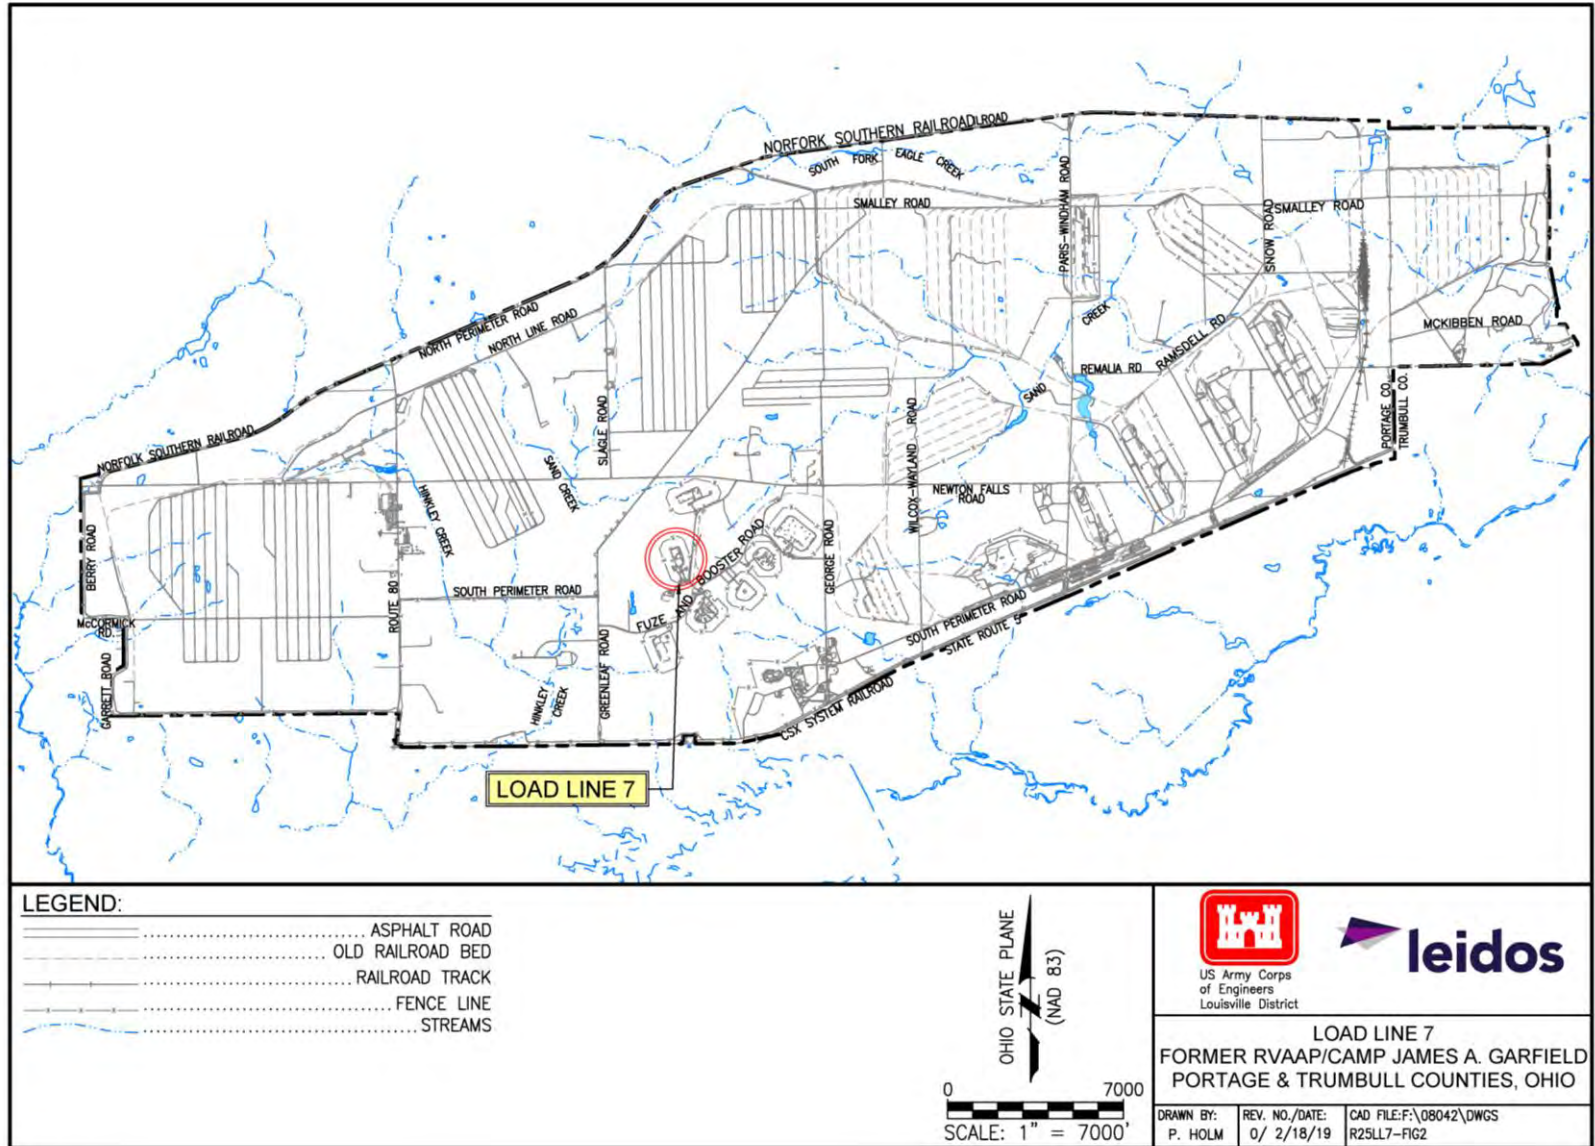 NORFORK SOUTHERN RAILROAD
LROAD
SOUTH FORK EAGLE CREEK
SMALLEY ROAD
PARIS-WINDHAM ROAD
SNOW ROAD
SMALLEY ROAD
MCKIBBEN ROAD
NORTH PERIMETER ROAD
NORTH LINE ROAD
CREEK
RAMSDELL RD
REMALIA RD
SAND
PORTAGE CO.
TRUMBULL CO.
SLAGLE ROAD
WILCOX-WAYLAND ROAD
NORFOLK SOUTHERN RAILROAD
SAND CREEK
HINKLEY CREEK
NEWTON FALLS
ROAD
BERRY ROAD
ROUTE 80
GEORGE ROAD
FUZE AND BOOSTER ROAD
SOUTH PERIMETER ROAD
McCORMICK
RD.
GARRETT ROAD
HINKLEY
CREEK
GREENLEAF ROAD
SOUTH PERIMETER ROAD
STATE ROUTE 5
CSX SYSTEM RAILROAD
LOAD LINE 7
LEGEND:
ASPHALT ROAD
OLD RAILROAD BED
RAILROAD TRACK
FENCE LINE
STREAMS
OHIO STATE PLANE
(NAD 83)
N
0 7000
SCALE: 1" = 7000'
US Army Corps
of Engineers
Louisville District
leidos
LOAD LINE 7
FORMER RVAAP/CAMP JAMES A. GARFIELD
PORTAGE & TRUMBULL COUNTIES, OHIO
DRAWN BY:
P. HOLM
REV. NO./DATE:
0/ 2/18/19
CAD FILE:F:\08042\DWGS
R25LL7-FIG2